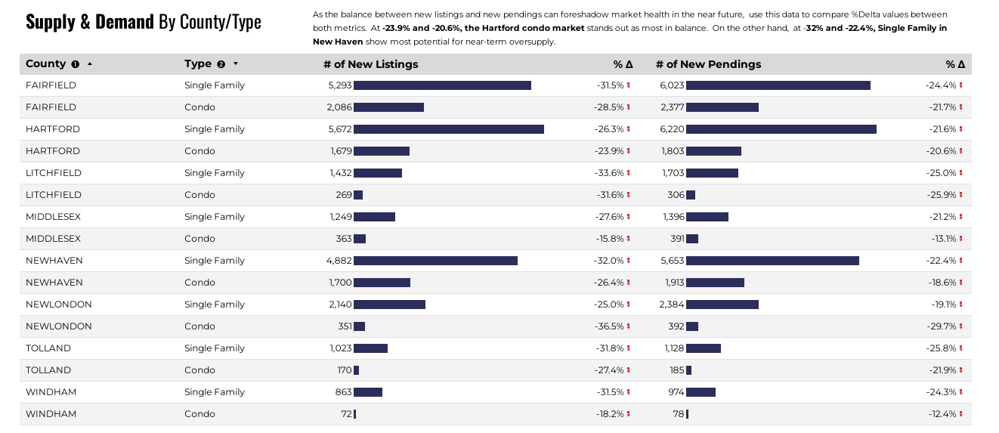 Supply & Demand By County/Type
As the balance between new listings and new pendings can foreshadow market health in the near future, use this data to compare %Delta values between
both metrics. At -23.9% and -20.6%, the Hartford condo market stands out as most in balance. On the other hand, at -32% and -22.4%, Single Family in
New Haven show most potential for near-term oversupply.
County 1 Type 2 # of New Listings % Δ # of New Pendings % Δ
FAIRFIELD Single Family 5,293 -31.5% 6,023 -24.4%
FAIRFIELD Condo 2,086 -28.5% 2,377 -21.7%
HARTFORD Single Family 5,672 -26.3% 6,220 -21.6%
HARTFORD Condo 1,679 -23.9% 1,803 -20.6%
LITCHFIELD Single Family 1,432 -33.6% 1,703 -25.0%
LITCHFIELD Condo 269 -31.6% 306 -25.9%
MIDDLESEX Single Family 1,249 -27.6% 1,396 -21.2%
MIDDLESEX Condo 363 -15.8% 391 -13.1%
NEWHAVEN Single Family 4,882 -32.0% 5,653 -22.4%
NEWHAVEN Condo 1,700 -26.4% 1,913 -18.6%
NEWLONDON Single Family 2,140 -25.0% 2,384 -19.1%
NEWLONDON Condo 351 -36.5% 392 -29.7%
TOLLAND Single Family 1,023 -31.8% 1,128 -25.8%
TOLLAND Condo 170 -27.4% 185 -21.9%
WINDHAM Single Family 863 -31.5% 974 -24.3%
WINDHAM Condo 72 -18.2% 78 -12.4%